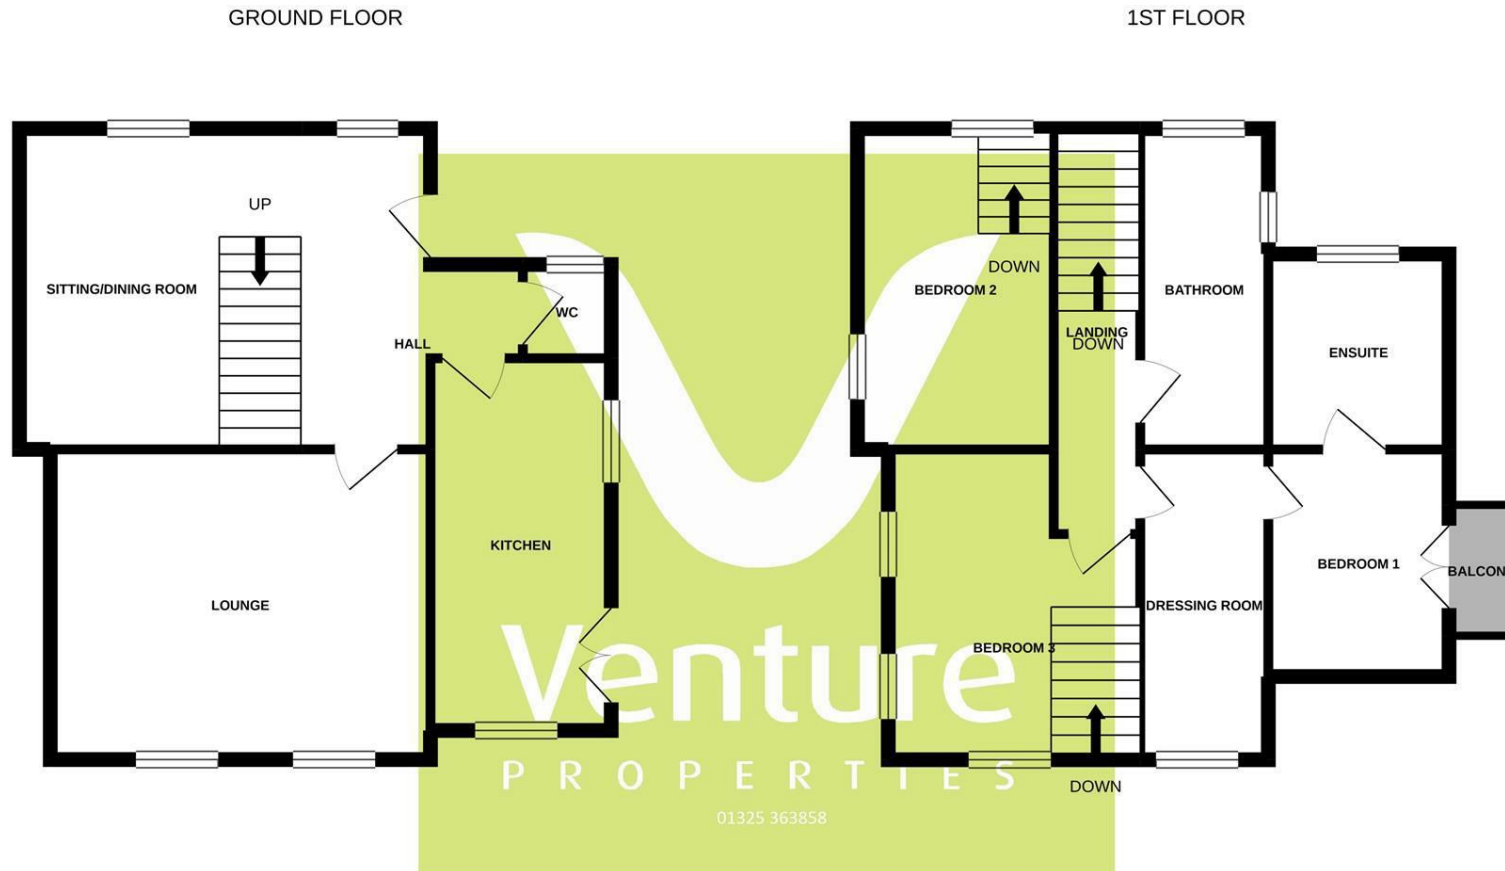 GROUND FLOOR
1ST FLOOR
UP
SITTING/DINING ROOM
HALL
WC
KITCHEN
LOUNGE
DOWN
BEDROOM 2
LANDING
DOWN
BATHROOM
ENSUITE
BEDROOM 1
BALCON
DRESSING ROOM
BEDROOM 3
DOWN
Venture
PROPERTIES
01325 363858